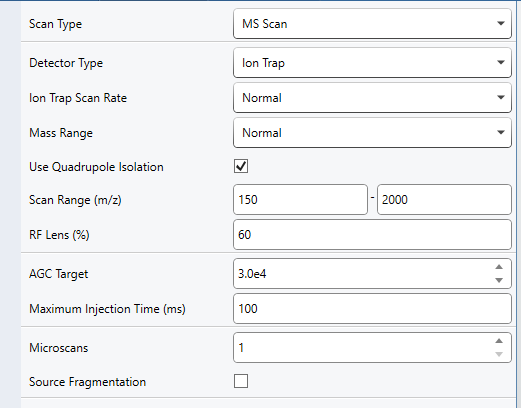 Scan Type MS Scan
Detector Type Ion Trap
Ion Trap Scan Rate Normal
Mass Range Normal
Use Quadrupole Isolation
Scan Range (m/z) 150 - 2000
RF Lens (%) 60
AGC Target 3.0e4
Maximum Injection Time (ms) 100
Microscans 1
Source Fragmentation